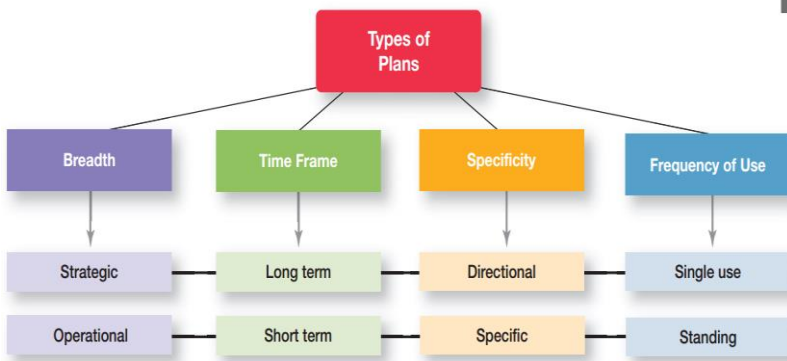 Types of
Plans
Breadth
Time Frame
Specificity
Frequency of Use
Strategic
Long term
Directional
Single use
Operational
Short term
Specific
Standing